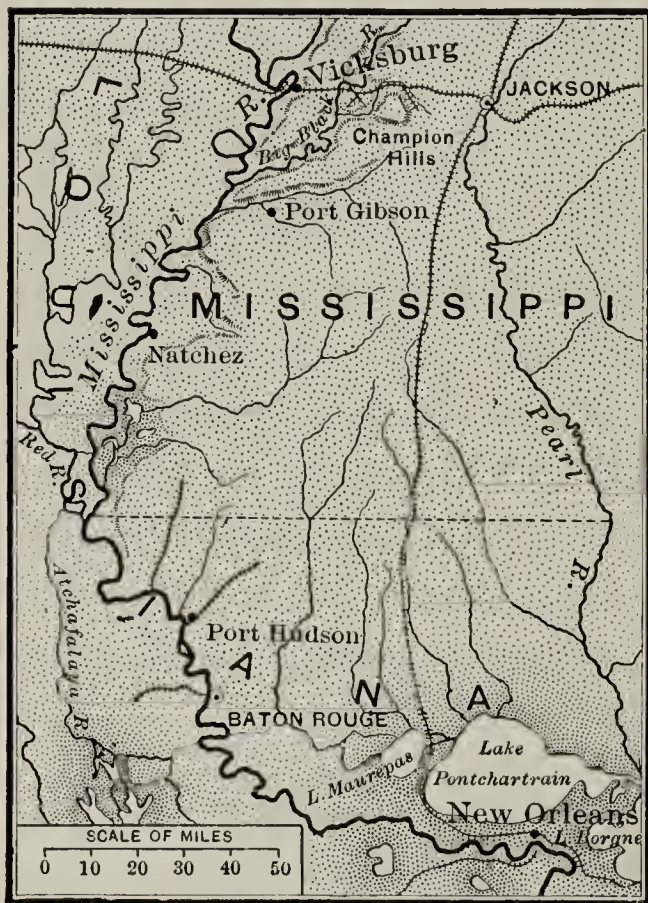 Vicksburg
JACKSON
R.
Big Black
R.
Champion
Hills
Port Gibson
Mississippi
MISSISSIPPI
LOUISIANA
Natchez
Pearl
R.
Red R.
Atchafalaya R.
Port Hudson
BATON ROUGE
L. Maurepas
Lake
Pontchartrain
New Orleans
L. Borgne
SCALE OF MILES
0 10 20 30 40 50